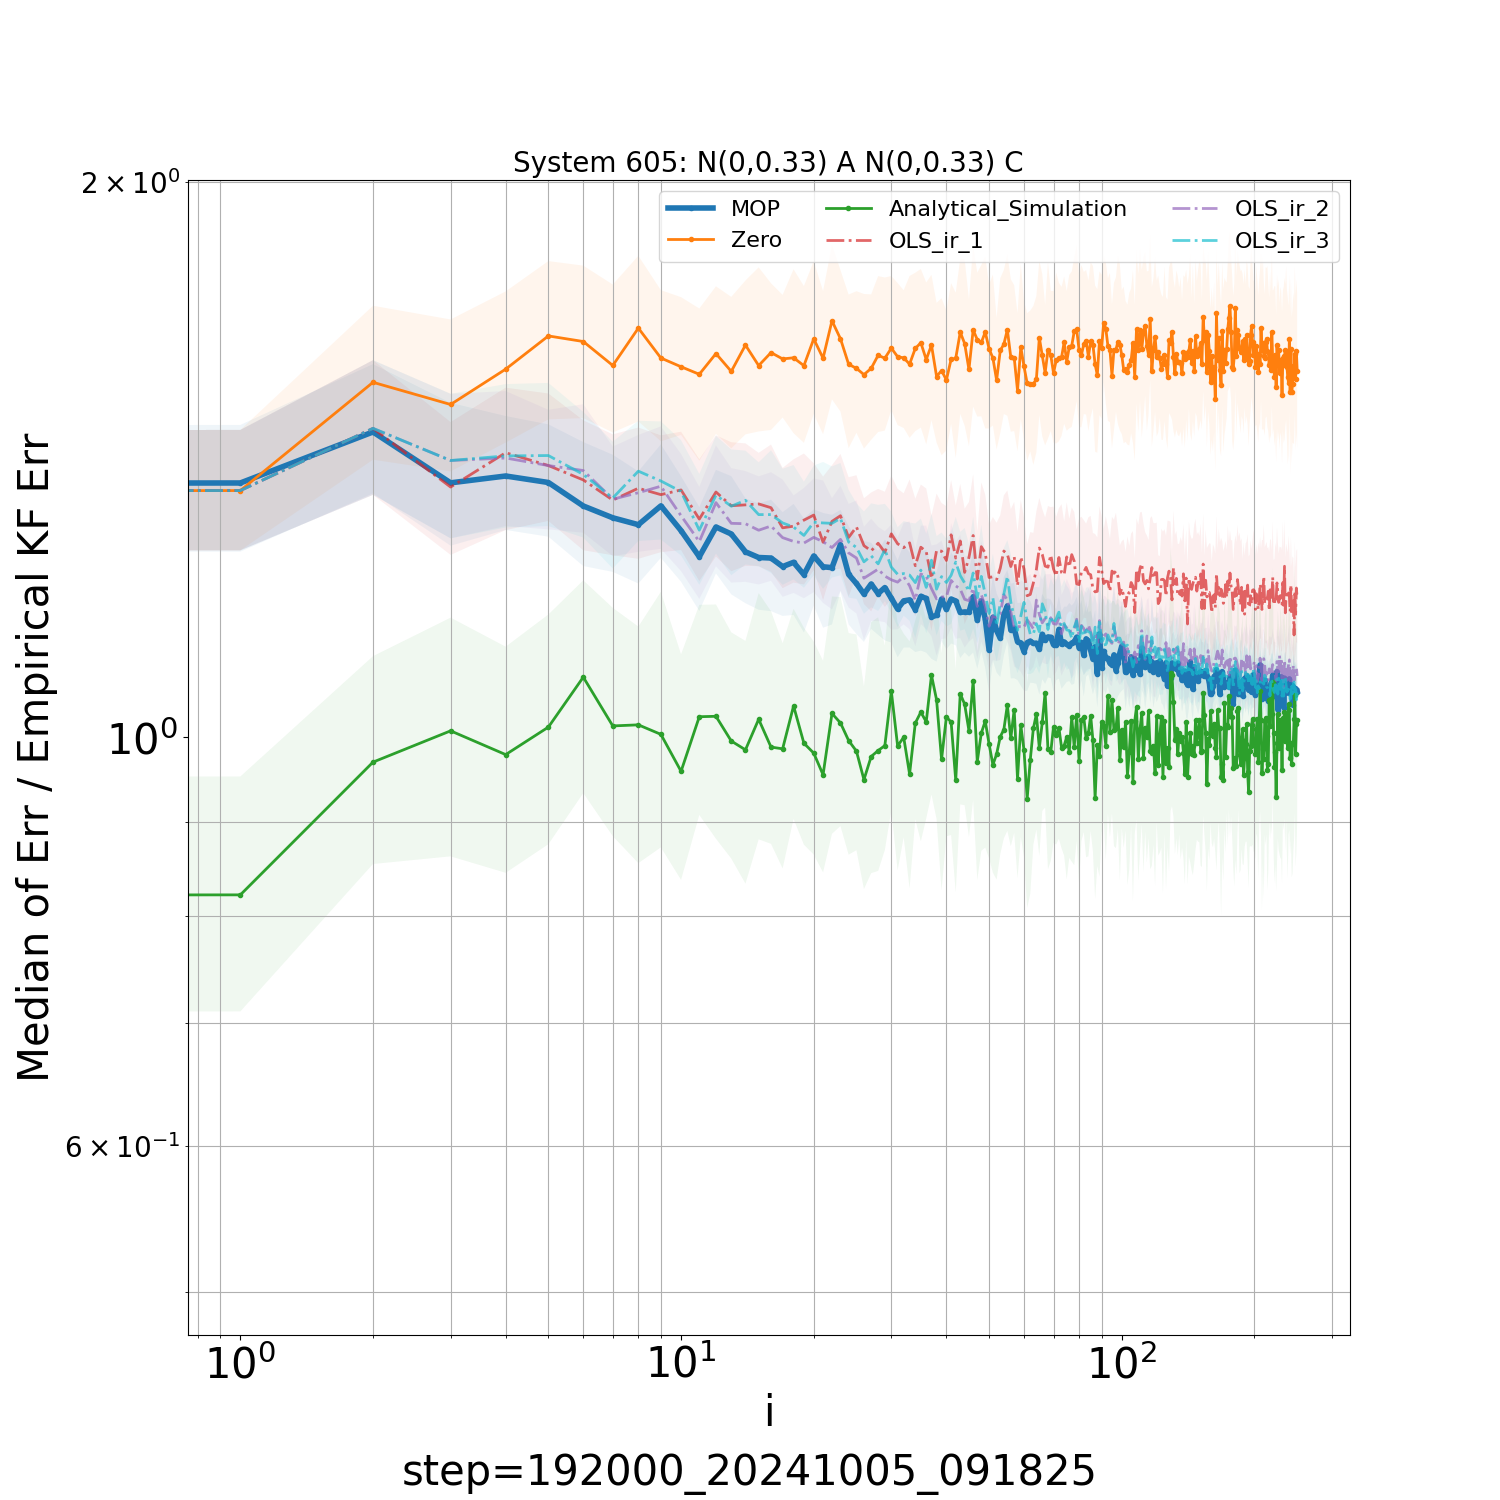 System 605: N(0,0.33) A N(0,0.33) C
MOP
Zero
Analytical_Simulation
OLS_ir_1
OLS_ir_2
OLS_ir_3
2 × 10⁰
10⁰
6 × 10⁻¹
Median of Err / Empirical KF Err
10⁰ 10¹ 10²
i
step=192000_20241005_091825